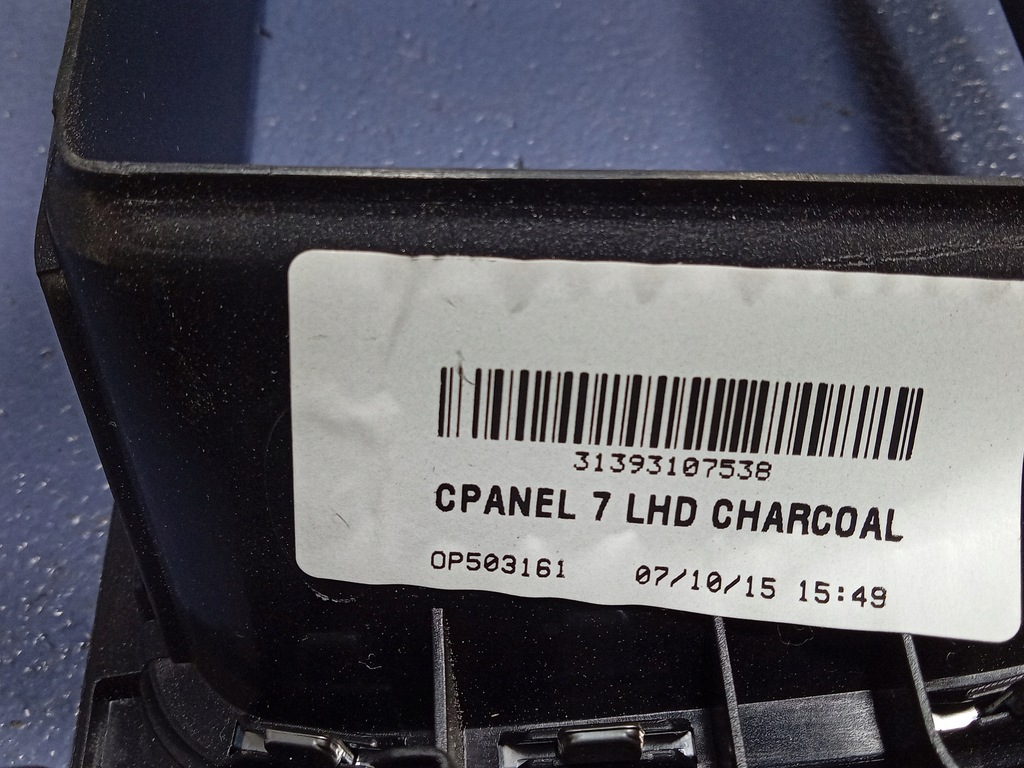 31393107538
CPANEL 7 LHD CHARCOAL
OP503161 07/10/15 15:49